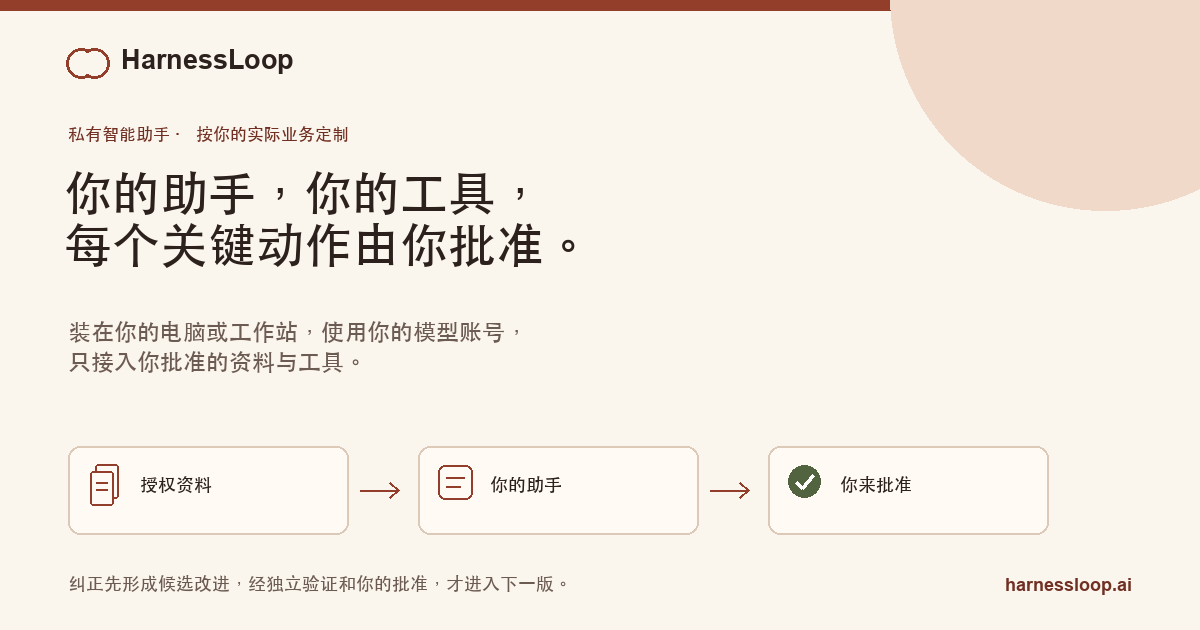 HarnessLoop
私有智能助手 · 按你的实际业务定制
你的助手，你的工具，
每个关键动作由你批准。
装在你的电脑或工作站，使用你的模型账号，
只接入你批准的资料与工具。
授权资料
你的助手
你来批准
纠正先形成候选改进，经独立验证和你的批准，才进入下一版。
harnessloop.ai